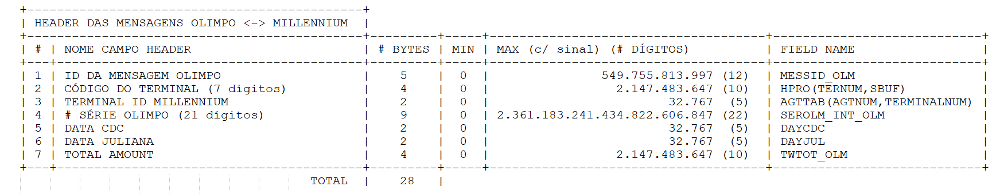 +---------------------------------------------+
| HEADER DAS MENSAGENS OLIMPO <-> MILLENNIUM  |
+---------------------------------------------+---------+-----+-------------------------------------+----------------------------+
| # | NOME CAMPO HEADER                       | # BYTES | MIN | MAX (c/ sinal) (# DÍGITOS)          | FIELD NAME                 |
+---+-----------------------------------------+---------+-----+-------------------------------------+----------------------------+
| 1 | ID DA MENSAGEM OLIMPO                   |    5    |  0  |               549.755.813.997 (12)  | MESSID_OLM                 |
| 2 | CÓDIGO DO TERMINAL (7 dígitos)          |    4    |  0  |                 2.147.483.647 (10)  | HPRO(TERNUM,SBUF)          |
| 3 | TERMINAL ID MILLENNIUM                  |    2    |  0  |                        32.767  (5)  | AGTTAB(AGTNUM,TERMINALNUM) |
| 4 | # SÉRIE OLIMPO (21 dígitos)             |    9    |  0  | 2.361.183.241.434.822.606.847 (22)  | SEROLM_INT_OLM             |
| 5 | DATA CDC                                |    2    |  0  |                        32.767  (5)  | DAYCDC                     |
| 6 | DATA JULIANA                            |    2    |  0  |                        32.767  (5)  | DAYJUL                     |
| 7 | TOTAL AMOUNT                            |    4    |  0  |                 2.147.483.647 (10)  | TWTOT_OLM                  |
+---+-----------------------------------------+---------+-----+-------------------------------------+----------------------------+
TOTAL  |   28   |